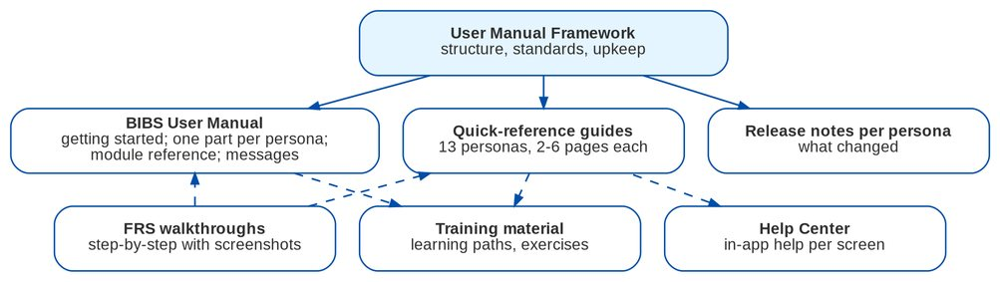 User Manual Framework
structure, standards, upkeep
BIBS User Manual
getting started; one part per persona;
module reference; messages
Quick-reference guides
13 personas, 2-6 pages each
Release notes per persona
what changed
FRS walkthroughs
step-by-step with screenshots
Training material
learning paths, exercises
Help Center
in-app help per screen